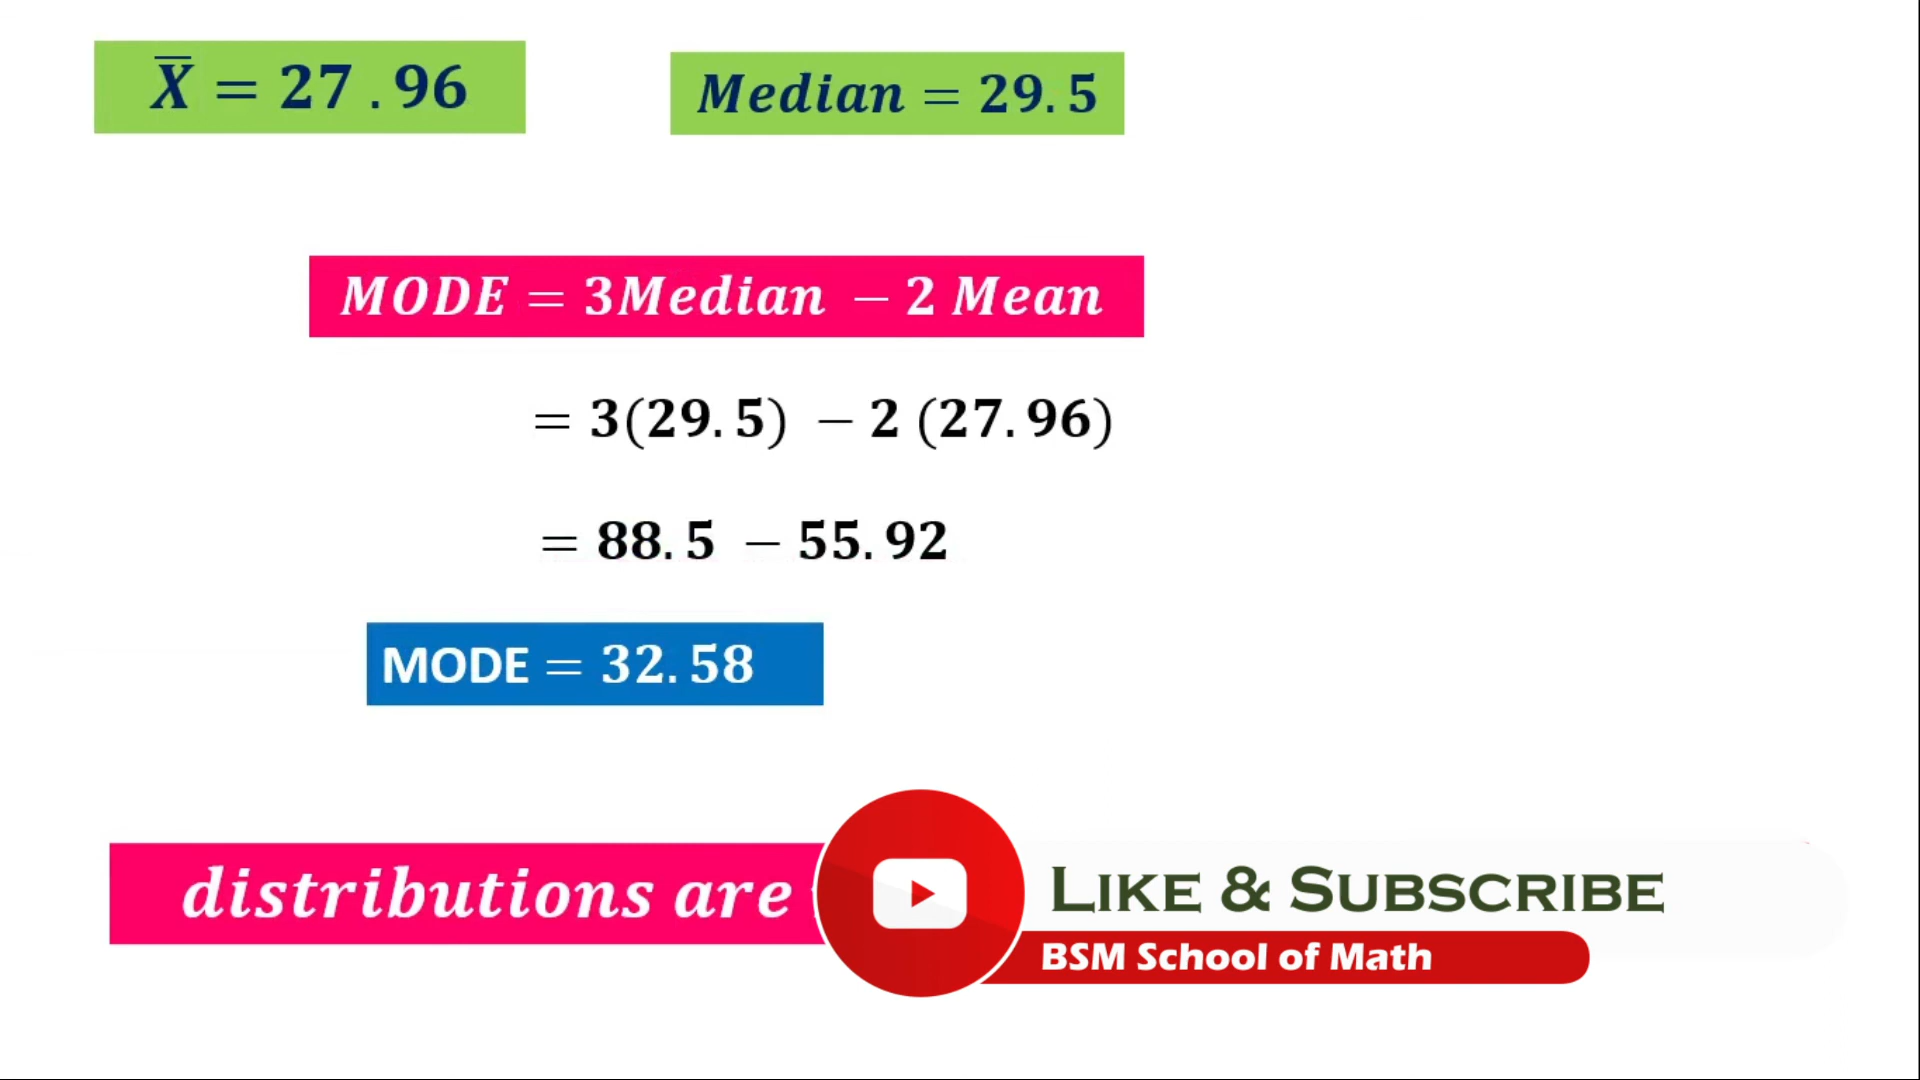 X̅ = 27 . 96
Median = 29. 5
MODE = 3Median − 2 Mean
= 3(29. 5) − 2 (27. 96)
= 88. 5 − 55. 92
MODE = 32. 58
distributions are
LIKE & SUBSCRIBE
BSM School of Math